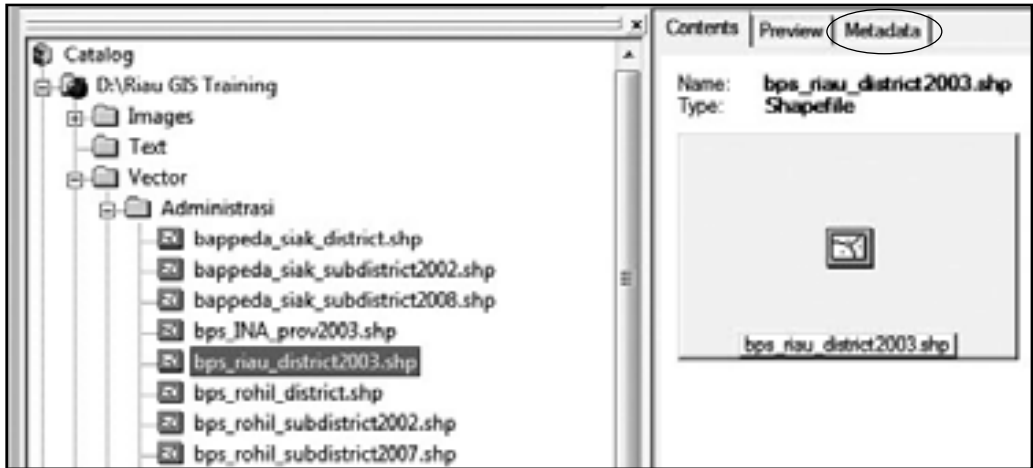 Catalog
D:\Riau GIS Training
Images
Text
Vector
Administrasi
bappeda_siak_district.shp
bappeda_siak_subdistrict2002.shp
bappeda_siak_subdistrict2008.shp
bps_INA_prov2003.shp
bps_riau_district2003.shp
bps_rohil_district.shp
bps_rohil_subdistrict2002.shp
bps_rohil_subdistrict2007.shp
Contents Preview Metadata
Name: bps_riau_district2003.shp
Type: Shapefile
bps_riau_district2003.shp